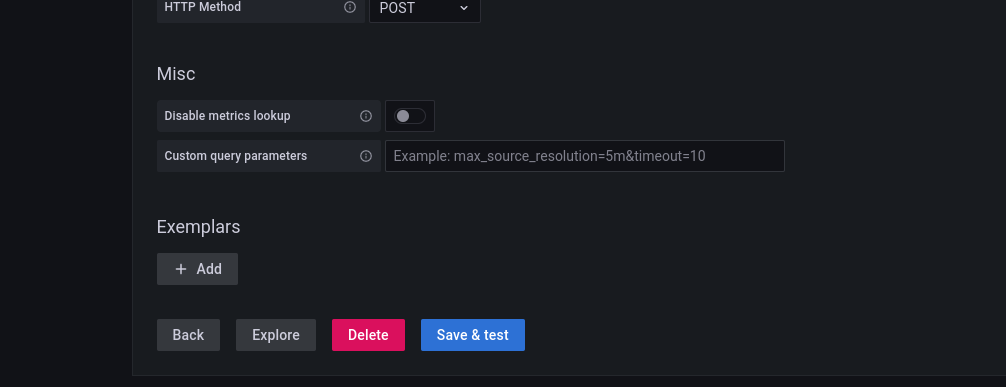 HTTP Method POST
Misc
Disable metrics lookup
Custom query parameters Example: max_source_resolution=5m&timeout=10
Exemplars
Add
Back Explore Delete Save & test